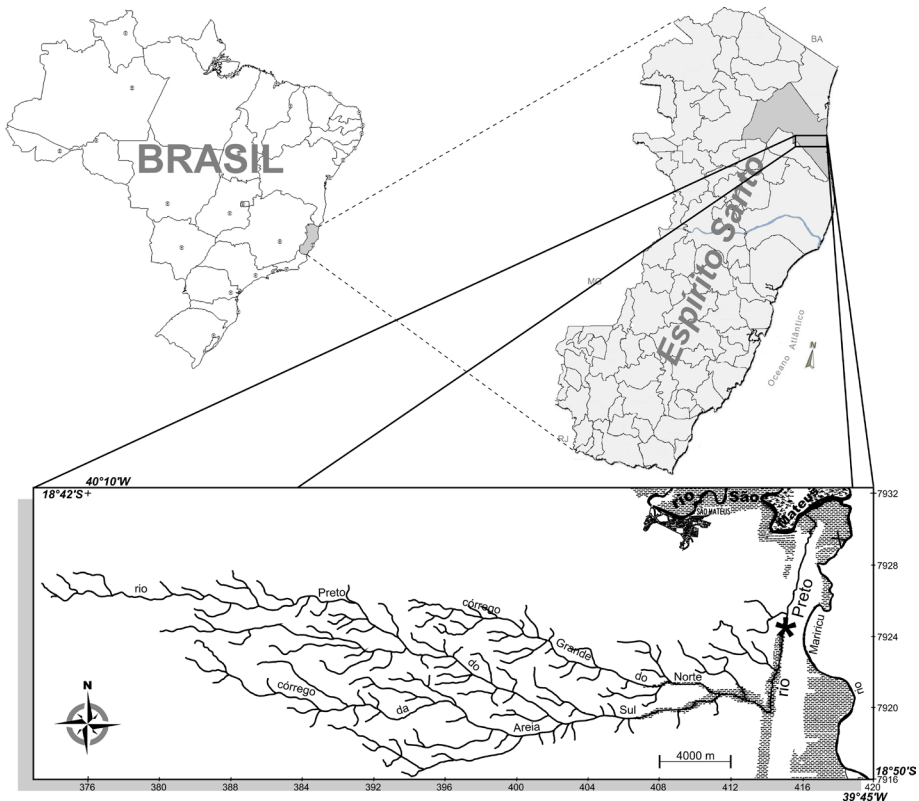 BRASIL
BA
Espírito Santo
MG
Oceano Atlântico
N
RJ
40°10'W
18°42'S
rio São Mateus
SÃO MATEUS
7932
7928
7924
7920
7916
rio Preto do Sul
córrego Grande do Norte
córrego da Areia
rio Preto
rio Mariricu
N
4000 m
376
380
388
388
392
396
400
404
408
412
416
420
18°50'S
39°45'W